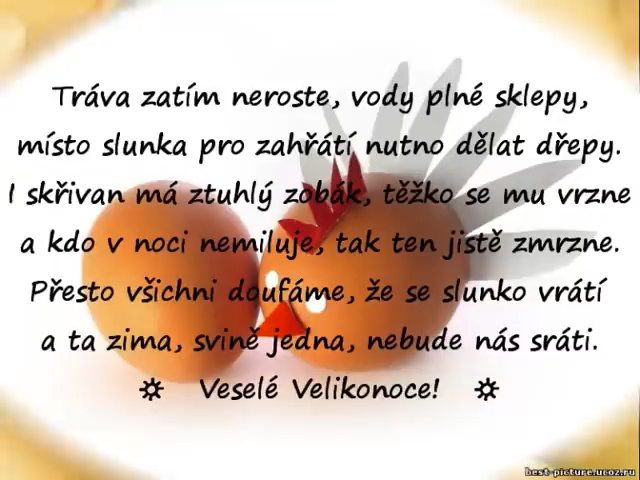 Tráva zatím neroste, vody plné sklepy,
místo slunka pro zahřátí nutno dělat dřepy.
I skřivan má ztuhlý zobák, těžko se mu vrzne
a kdo v noci nemiluje, tak ten jistě zmrzne.
Přesto všichni doufáme, že se slunko vrátí
a ta zima, svině jedna, nebude nás sráti.
☼ Veselé Velikonoce! ☼
best-picture.ucoz.ru